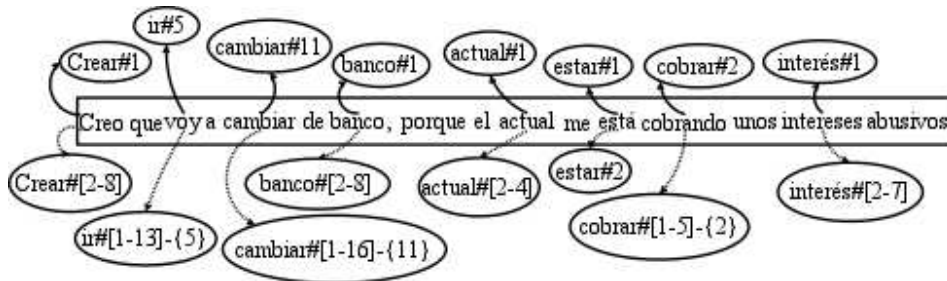 ir#5
Crear#1
cambiar#11
banco#1
actual#1
estar#1
cobrar#2
interés#1
Creo que voy a cambiar de banco, porque el actual me está cobrando unos intereses abusivos
Crear#[2-8]
banco#[2-8]
actual#[2-4]
estar#2
interés#[2-7]
ir#[1-13]-{5}
cambiar#[1-16]-{11}
cobrar#[1-5]-{2}